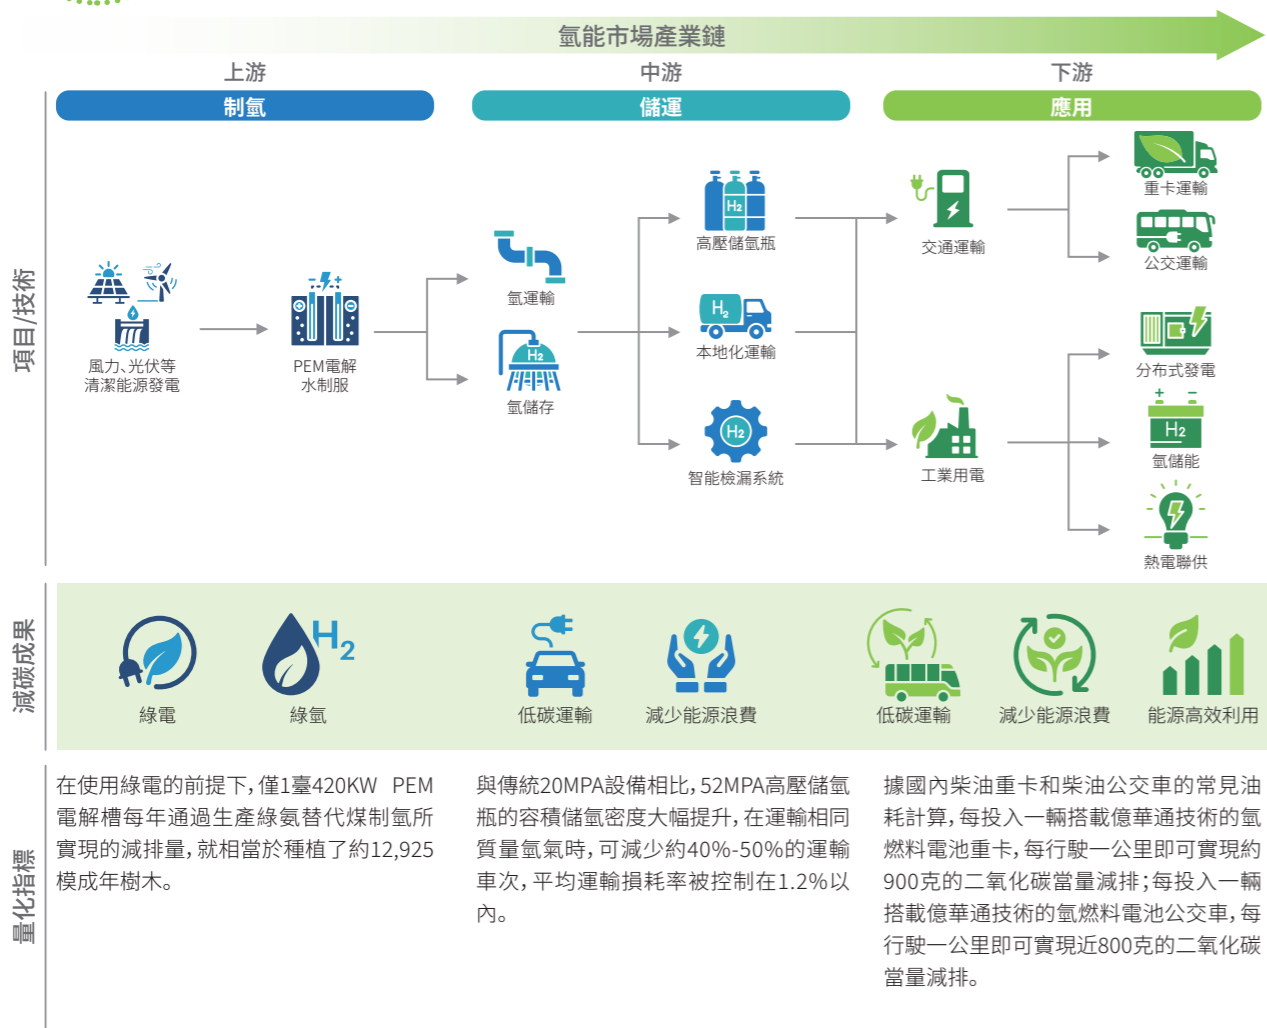 氫能市場產業鏈
上游
中游
下游
制氫
儲運
應用
項目/技術
風力、光伏等
清潔能源發電
PEM電解
水制服
氫運輸
H₂
氫儲存
H₂
高壓儲氫瓶
H₂
本地化運輸
H₂
智能檢漏系統
交通運輸
工業用電
重卡運輸
公交運輸
分布式發電
H₂
氫儲能
熱電聯供
減碳成果
綠電
H₂
綠氫
低碳運輸
減少能源浪費
低碳運輸
減少能源浪費
能源高效利用
量化指標
在使用綠電的前提下，僅1臺420KW PEM
電解槽每年通過生產綠氨替代煤制氫所
實現的減排量，就相當於種植了約12,925
模成年樹木。
與傳統20MPA設備相比，52MPA高壓儲氫
瓶的容積儲氫密度大幅提升，在運輸相同
質量氫氣時，可減少約40%-50%的運輸
車次，平均運輸損耗率被控制在1.2%以
內。
據國內柴油重卡和柴油公交車的常見油
耗計算，每投入一輛搭載億華通技術的氫
燃料電池重卡，每行駛一公里即可實現約
900克的二氧化碳當量減排；每投入一輛
搭載億華通技術的氫燃料電池公交車，每
行駛一公里即可實現近800克的二氧化碳
當量減排。